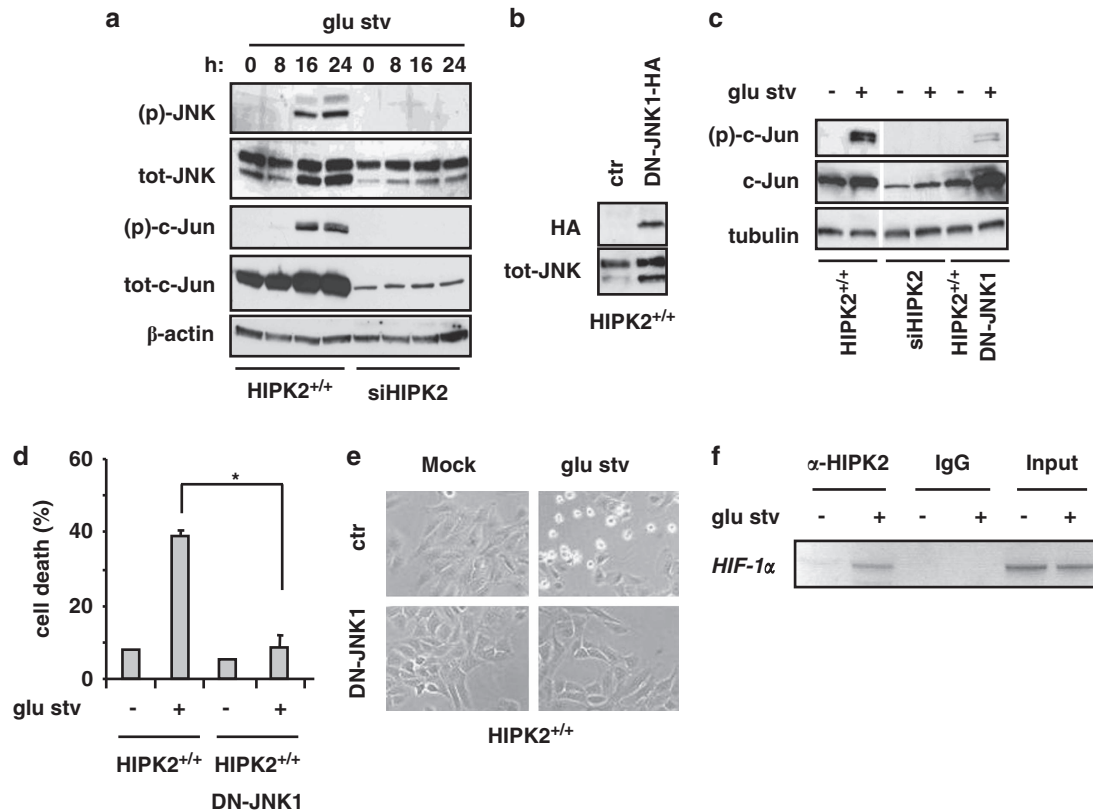 a
glu stv
h: 0 8 16 24 0 8 16 24
(p)-JNK
tot-JNK
(p)-c-Jun
tot-c-Jun
β-actin
HIPK2+/+ siHIPK2
b
ctr DN-JNK1-HA
HA
tot-JNK
HIPK2+/+
c
glu stv - + - + - +
(p)-c-Jun
c-Jun
tubulin
HIPK2+/+ siHIPK2 HIPK2+/+
DN-JNK1
d
cell death (%)
60
40
20
0
*
glu stv - + - +
HIPK2+/+ HIPK2+/+
DN-JNK1
e
Mock glu stv
ctr
DN-JNK1
HIPK2+/+
f
α-HIPK2 IgG Input
glu stv - + + - +
HIF-1α